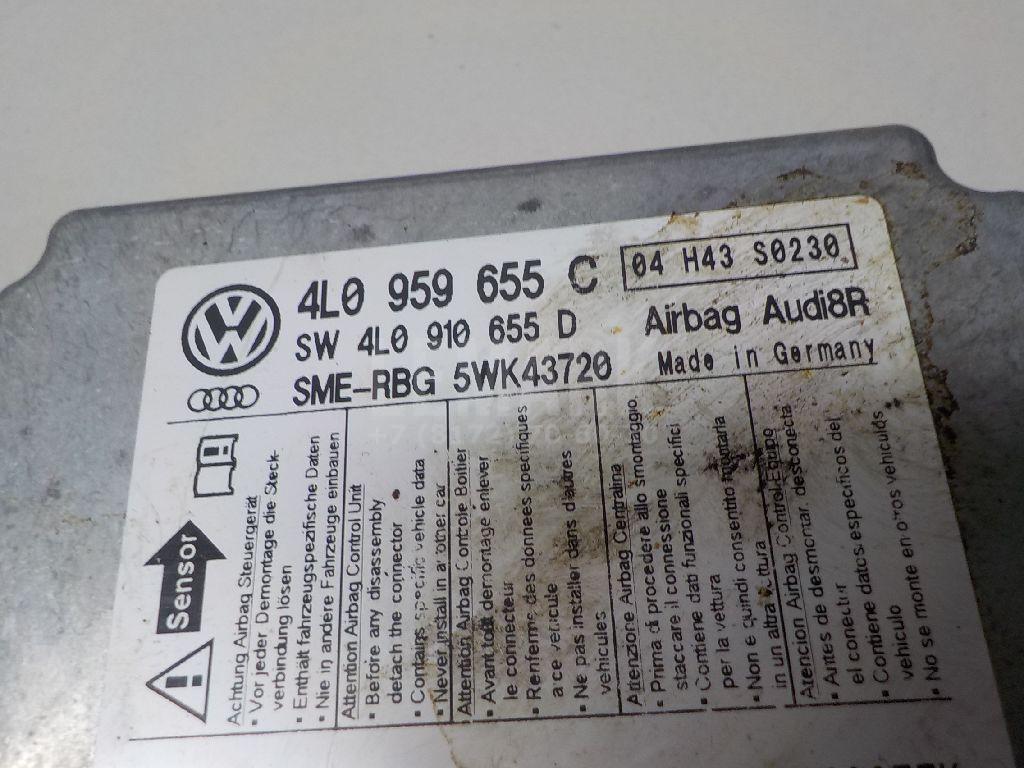 4L0 959 655 C
04 H43 S0230
SW 4L0 910 655 D
Airbag Audi8R
SME-RBG 5WK43720
Made in Germany
Sensor
Achtung Airbag Steuergerät
• Vor jeder Demontage die Steck-
verbindung lösen
• Enthält fahrzeugspezifische Daten
• Nie in andere Fahrzeuge einbauen
Attention Airbag Control Unit
• Before any disassembly
detach the connector
• Contains specific vehicle data
• Never install in another car
Attention Airbag Controle Boitier
• Avant tout demontage enlever
le connecteur
• Renferme des donnees specifiques
a ce vehicule
• Ne pas installer dans d'autres
vehicules
Attenzione Airbag Centralina
• Prima di procedere allo smontaggio
staccare il connessione
• Contiene dati funzionali specifici
per la vettura
• Non e quindi consentito montarla
in un altra vettura
Atencion Airbag Control-Equipo
• Antes de desmontar, desconecta
el conector
• Contiene datos especificos del
vehiculo
• No se monte en otros vehiculos